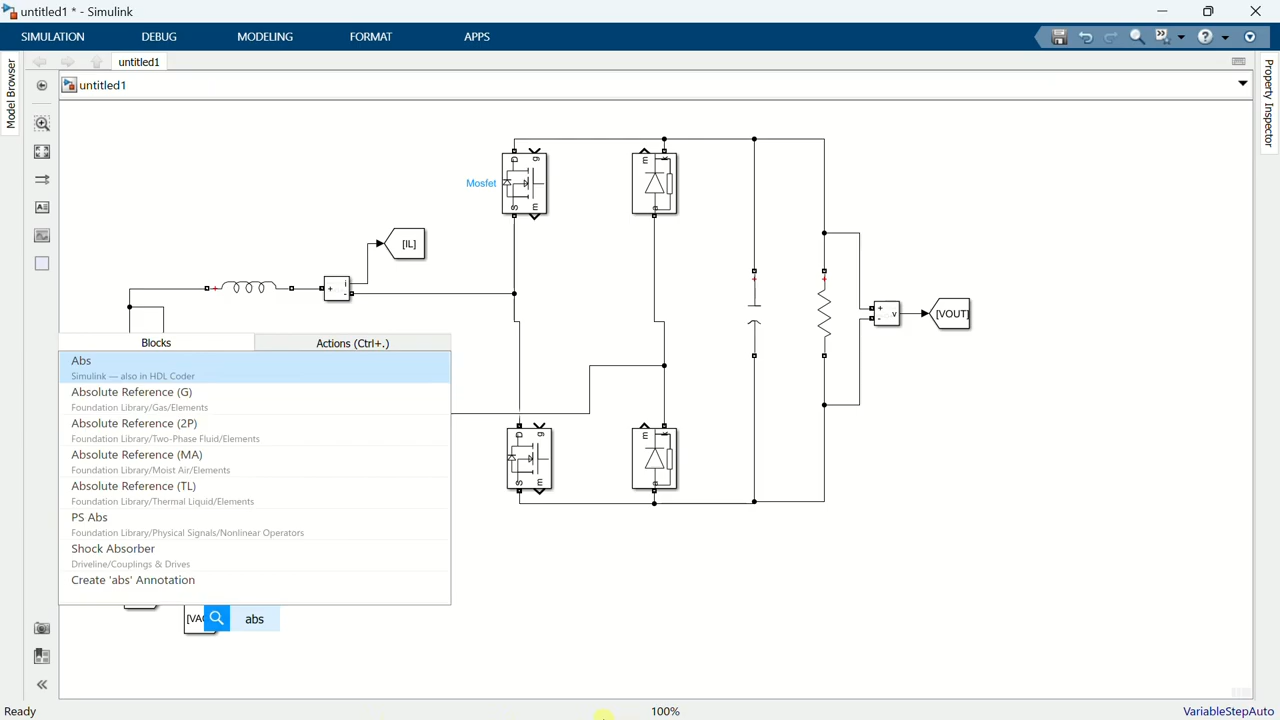 untitled1 * - Simulink
SIMULATION DEBUG MODELING FORMAT APPS
Model Browser
untitled1
untitled1
Property Inspector
D g
S m
Mosfet
m k
a
[IL]
+ i -
+
+
+
+ - v
[VOUT]
Blocks Actions (Ctrl+.)
Abs
Simulink — also in HDL Coder
Absolute Reference (G)
Foundation Library/Gas/Elements
Absolute Reference (2P)
Foundation Library/Two-Phase Fluid/Elements
Absolute Reference (MA)
Foundation Library/Moist Air/Elements
Absolute Reference (TL)
Foundation Library/Thermal Liquid/Elements
PS Abs
Foundation Library/Physical Signals/Nonlinear Operators
Shock Absorber
Driveline/Couplings & Drives
Create 'abs' Annotation
D g
S m
m k
a
[VA
abs
Ready 100% VariableStepAuto